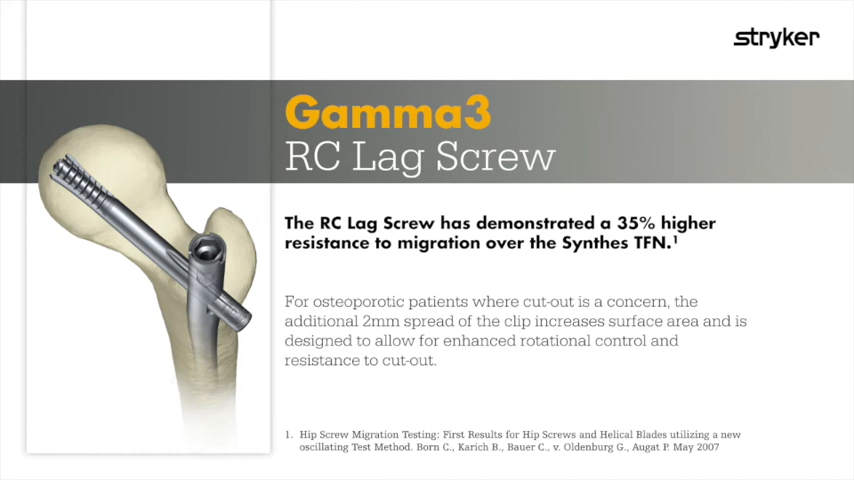 stryker
Gamma3
RC Lag Screw
The RC Lag Screw has demonstrated a 35% higher
resistance to migration over the Synthes TFN.¹
For osteoporotic patients where cut-out is a concern, the
additional 2mm spread of the clip increases surface area and is
designed to allow for enhanced rotational control and
resistance to cut-out.
1. Hip Screw Migration Testing: First Results for Hip Screws and Helical Blades utilizing a new
oscillating Test Method. Born C., Karich B., Bauer C., v. Oldenburg G., Augat P. May 2007